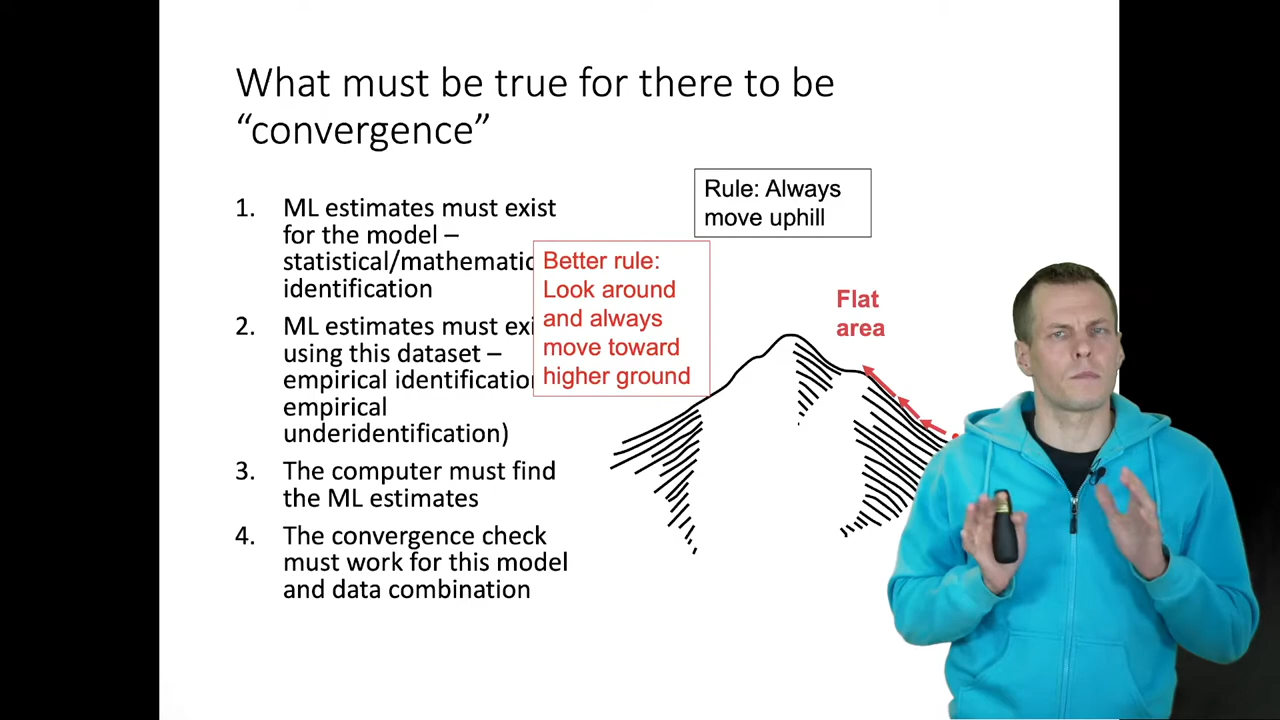 What must be true for there to be
“convergence”
1. ML estimates must exist
for the model –
statistical/mathematic
identification
2. ML estimates must exi
using this dataset –
empirical identificatio
empirical
underidentification)
3. The computer must find
the ML estimates
4. The convergence check
must work for this model
and data combination
Rule: Always
move uphill
Better rule:
Look around
and always
move toward
higher ground
Flat
area